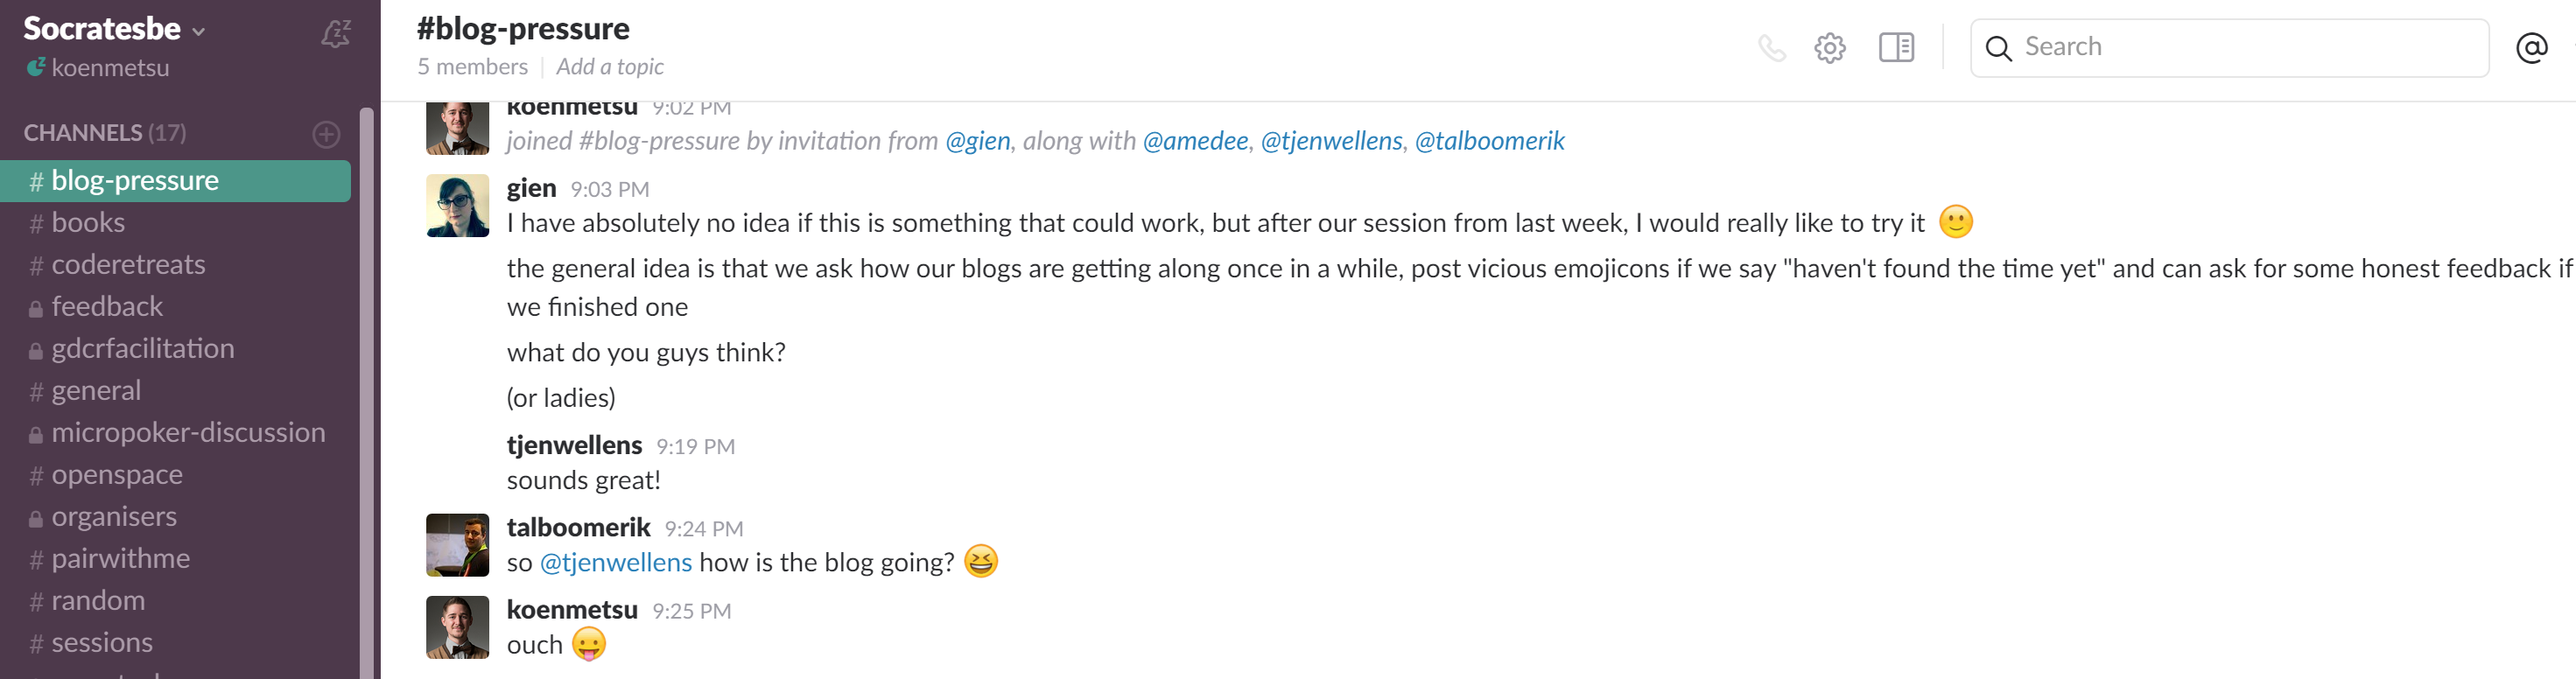 Socratesbe
koenmetsu
CHANNELS (17)
# blog-pressure
# books
# coderetreats
feedback
gdcrfacilitation
# general
micropoker-discussion
# openspace
organisers
# pairwithme
# random
# sessions
#blog-pressure
5 members | Add a topic
Search
@
koenmetsu 9:02 PM
joined #blog-pressure by invitation from @gien, along with @amedee, @tjenwellens, @talboomerik
gien 9:03 PM
I have absolutely no idea if this is something that could work, but after our session from last week, I would really like to try it
the general idea is that we ask how our blogs are getting along once in a while, post vicious emojicons if we say "haven't found the time yet" and can ask for some honest feedback if
we finished one
what do you guys think?
(or ladies)
tjenwellens 9:19 PM
sounds great!
talboomerik 9:24 PM
so @tjenwellens how is the blog going?
koenmetsu 9:25 PM
ouch